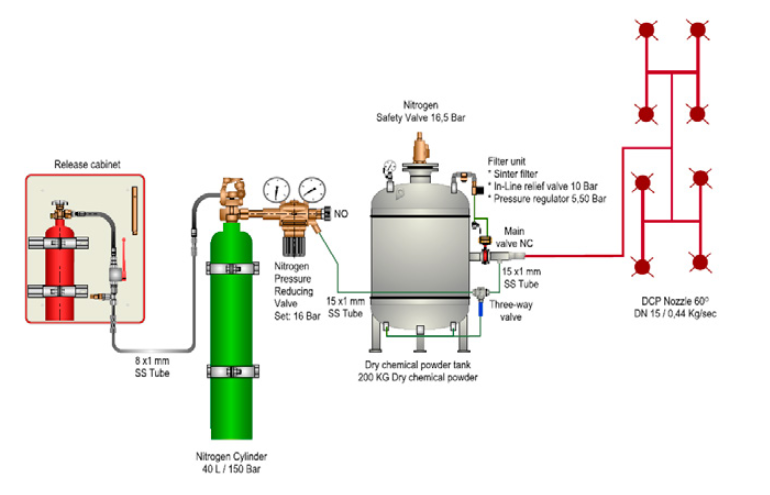 Release cabinet
8 x1 mm
SS Tube
Nitrogen Cylinder
40 L / 150 Bar
NO
Nitrogen
Pressure
Reducing
Valve
Set: 16 Bar
15 x1 mm
SS Tube
Nitrogen
Safety Valve 16,5 Bar
Filter unit
* Sinter filter
* In-Line relief valve 10 Bar
* Pressure regulator 5,50 Bar
Main
valve NC
15 x1 mm
SS Tube
Three-way
valve
Dry chemical powder tank
200 KG Dry chemical powder
DCP Nozzle 60º
DN 15 / 0,44 Kg/sec